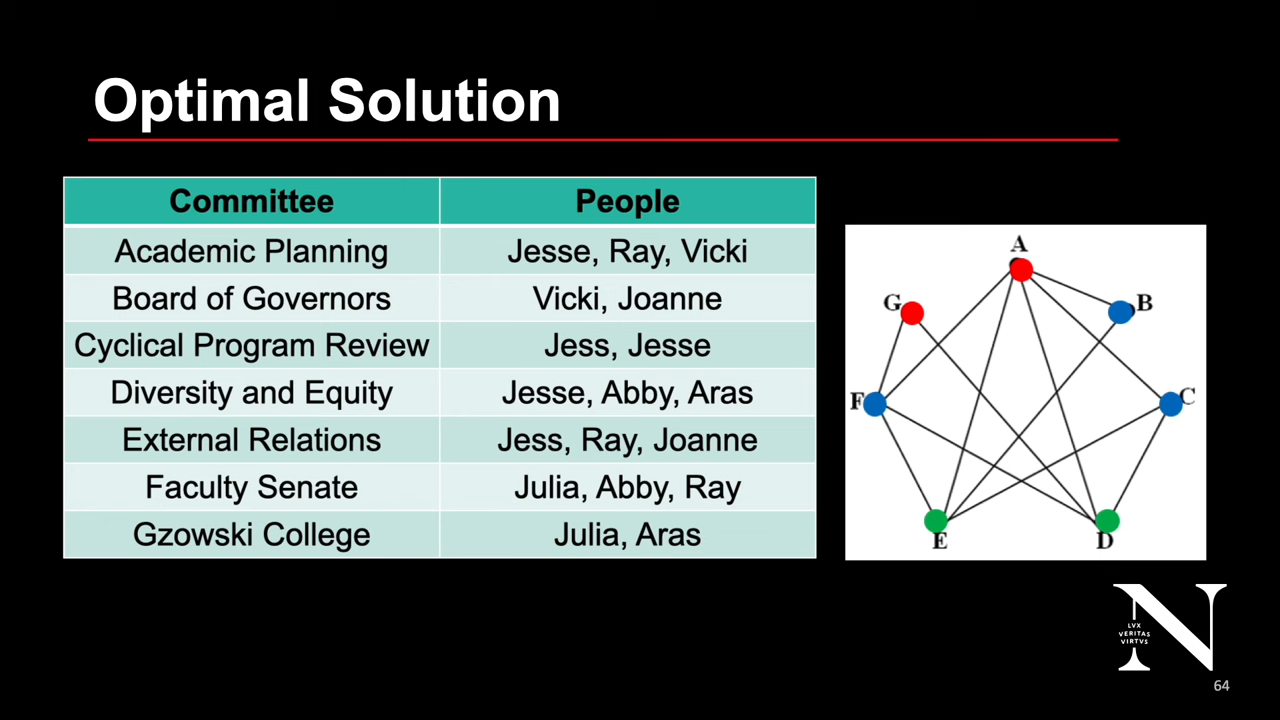 Optimal Solution
Committee People
Academic Planning Jesse, Ray, Vicki
Board of Governors Vicki, Joanne
Cyclical Program Review Jess, Jesse
Diversity and Equity Jesse, Abby, Aras
External Relations Jess, Ray, Joanne
Faculty Senate Julia, Abby, Ray
Gzowski College Julia, Aras
A
G
B
F
C
E
D
N
LVX
VERITAS
VIRTVS
64